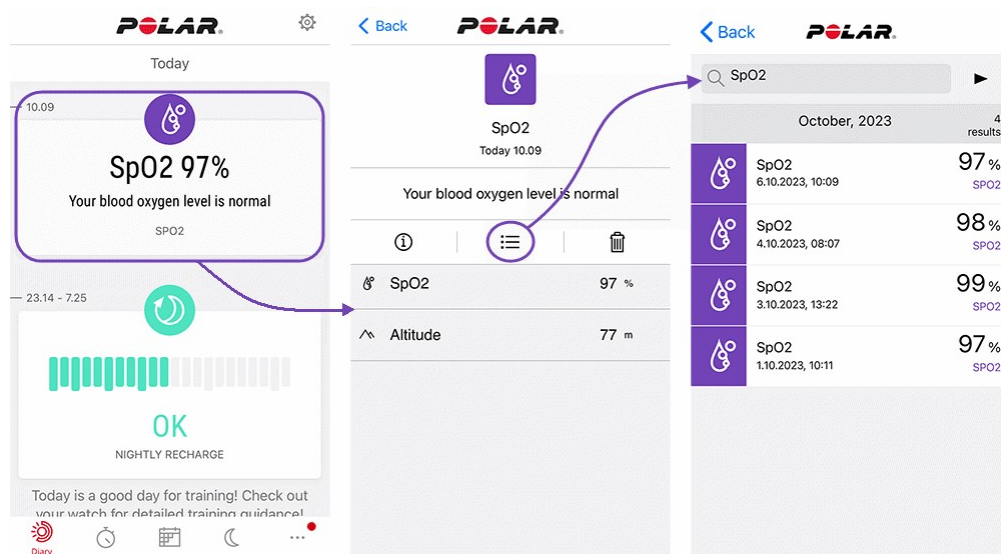 POLAR.
Today
10.09
SpO2 97%
Your blood oxygen level is normal
SPO2
23.14 - 7.25
OK
NIGHTLY RECHARGE
Today is a good day for training! Check out
your watch for detailed training guidance!
Diary
Back
POLAR.
SpO2
Today 10.09
Your blood oxygen level is normal
SpO2 97 %
Altitude 77 m
Back
POLAR.
SpO2
October, 2023
4
results
SpO2
97 %
6.10.2023, 10:09
SPO2
SpO2
98 %
4.10.2023, 08:07
SPO2
SpO2
99 %
3.10.2023, 13:22
SPO2
SpO2
97 %
1.10.2023, 10:11
SPO2